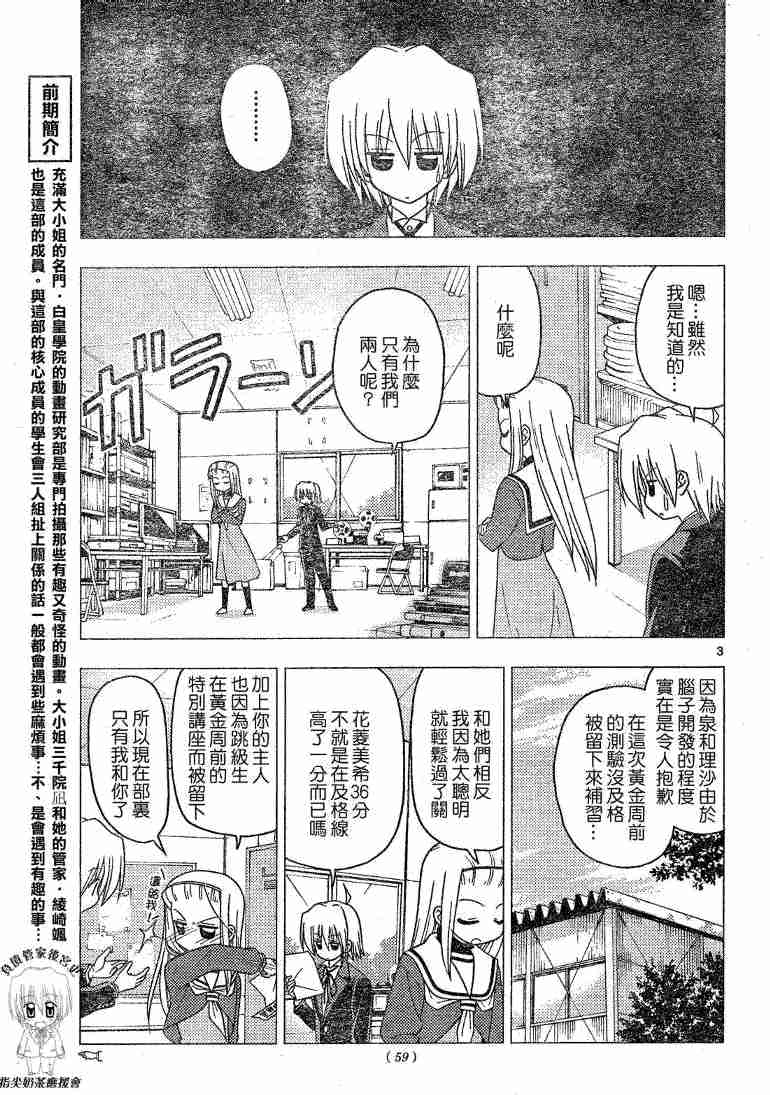 前期簡介
充滿大小姐的名門．白皇學院的動畫研究部是專門拍攝那些有趣又奇怪的動畫。大小姐三千院凪和她的管家．綾崎颯
也是這部的成員。與這部的核心成員的學生會三人組扯上關係的話一般都會遇到些麻煩事…不、是會遇到有趣的事…
………
嗯…雖然
我是知道的…
什麼呢
為什麼
只有我們
兩人呢？
ガラーン
3
因為泉和理沙由於
腦子開發的程度
實在是令人抱歉
在這次黃金周前
的測驗沒及格
被留下來補習…
和她們相反
我因為太聰明
就輕鬆過了關
花菱美希36分
不就是在及格線
高了一分而已嗎
加上你的主人
也因為跳級生
在黃金周前的
特別講座而被留下
所以現在部裏
只有我和你了
還給我！
(59)
負債管家後宮史
指尖奶茶應援會